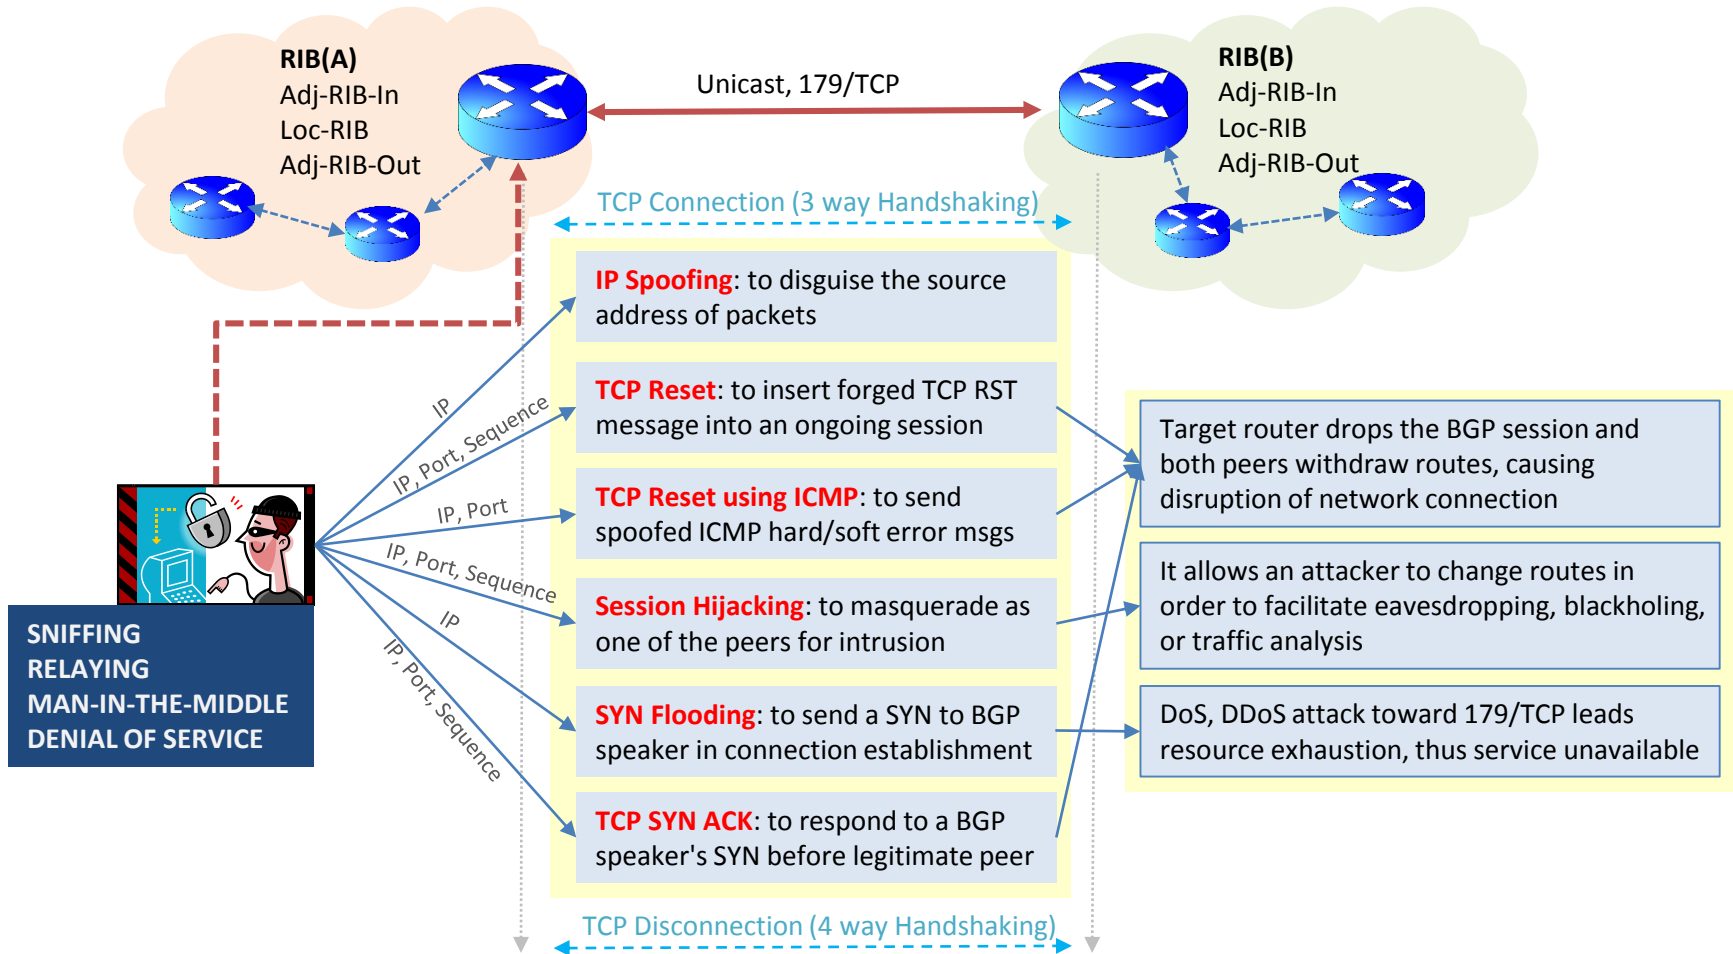 RIB(A)
Adj-RIB-In
Loc-RIB
Adj-RIB-Out
Unicast, 179/TCP
RIB(B)
Adj-RIB-In
Loc-RIB
Adj-RIB-Out
TCP Connection (3 way Handshaking)
IP Spoofing: to disguise the source
address of packets
IP
TCP Reset: to insert forged TCP RST
message into an ongoing session
IP, Port, Sequence
TCP Reset using ICMP: to send
spoofed ICMP hard/soft error msgs
IP, Port
Session Hijacking: to masquerade as
one of the peers for intrusion
IP, Port, Sequence
SYN Flooding: to send a SYN to BGP
speaker in connection establishment
IP
TCP SYN ACK: to respond to a BGP
speaker's SYN before legitimate peer
IP, Port, Sequence
Target router drops the BGP session and
both peers withdraw routes, causing
disruption of network connection
It allows an attacker to change routes in
order to facilitate eavesdropping, blackholing,
or traffic analysis
DoS, DDoS attack toward 179/TCP leads
resource exhaustion, thus service unavailable
SNIFFING
RELAYING
MAN-IN-THE-MIDDLE
DENIAL OF SERVICE
TCP Disconnection (4 way Handshaking)